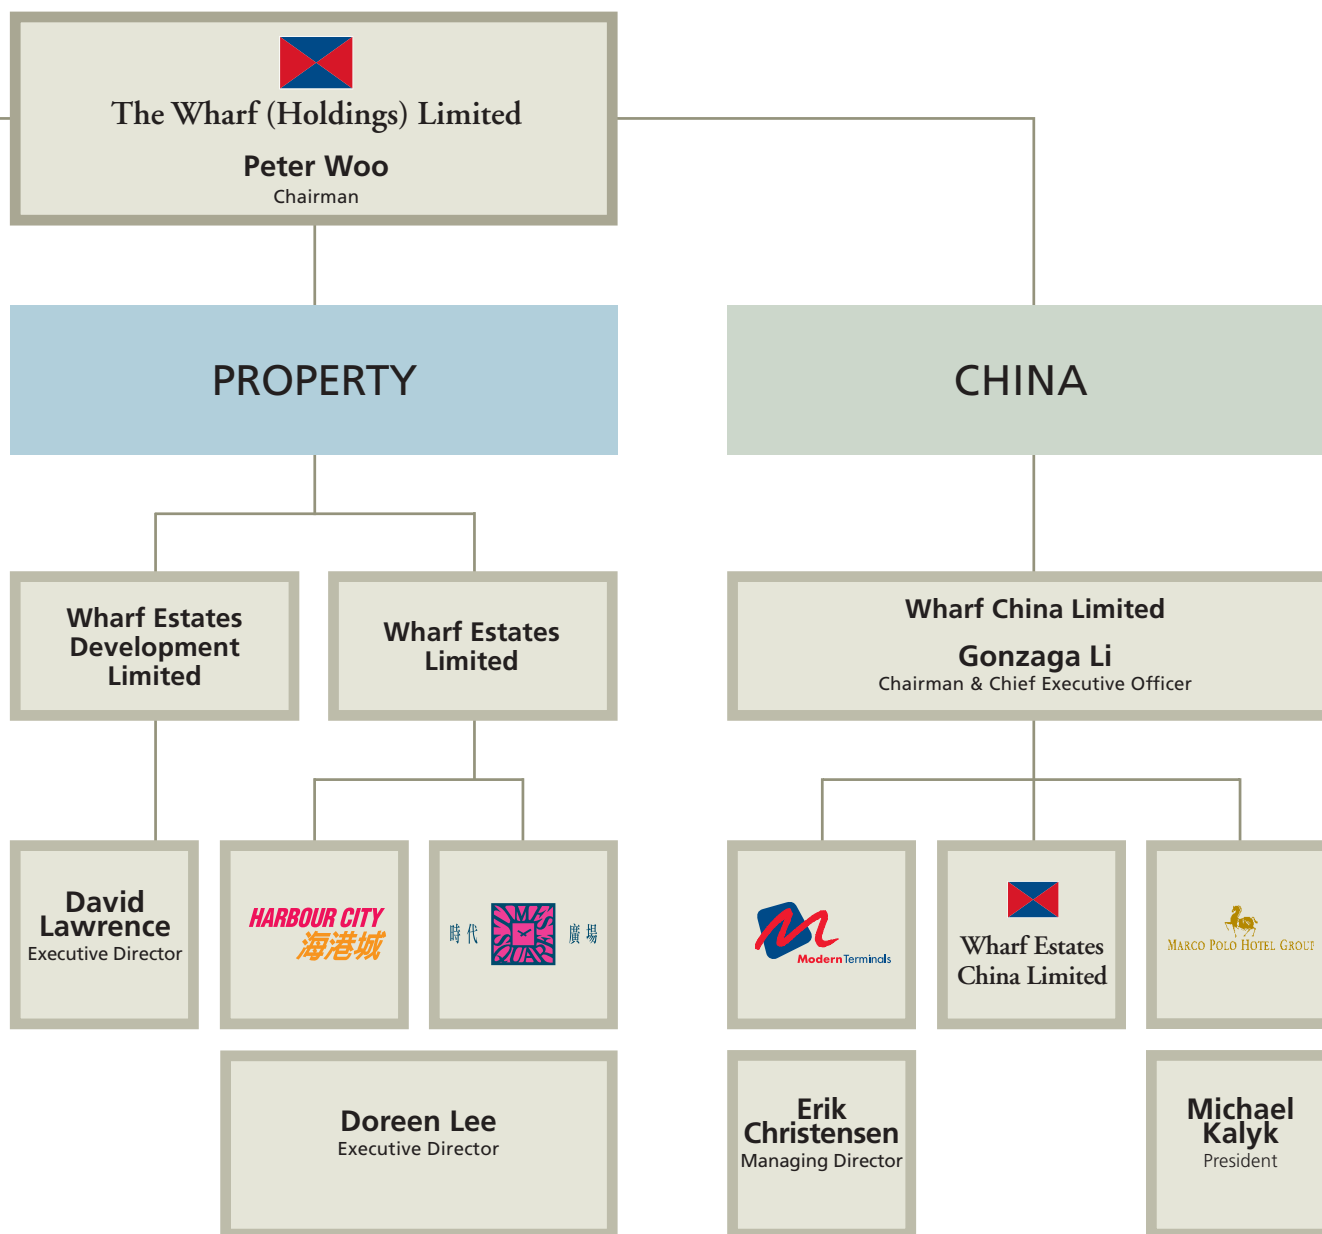 The Wharf (Holdings) Limited
Peter Woo
Chairman
PROPERTY
CHINA
Wharf Estates
Development
Limited
Wharf Estates
Limited
Wharf China Limited
Gonzaga Li
Chairman & Chief Executive Officer
David
Lawrence
Executive Director
HARBOUR CITY
海港城
時代
TIMES
SQUARE
廣場
Modern Terminals
Wharf Estates
China Limited
MARCO POLO HOTEL GROUP
Doreen Lee
Executive Director
Erik
Christensen
Managing Director
Michael
Kalyk
President